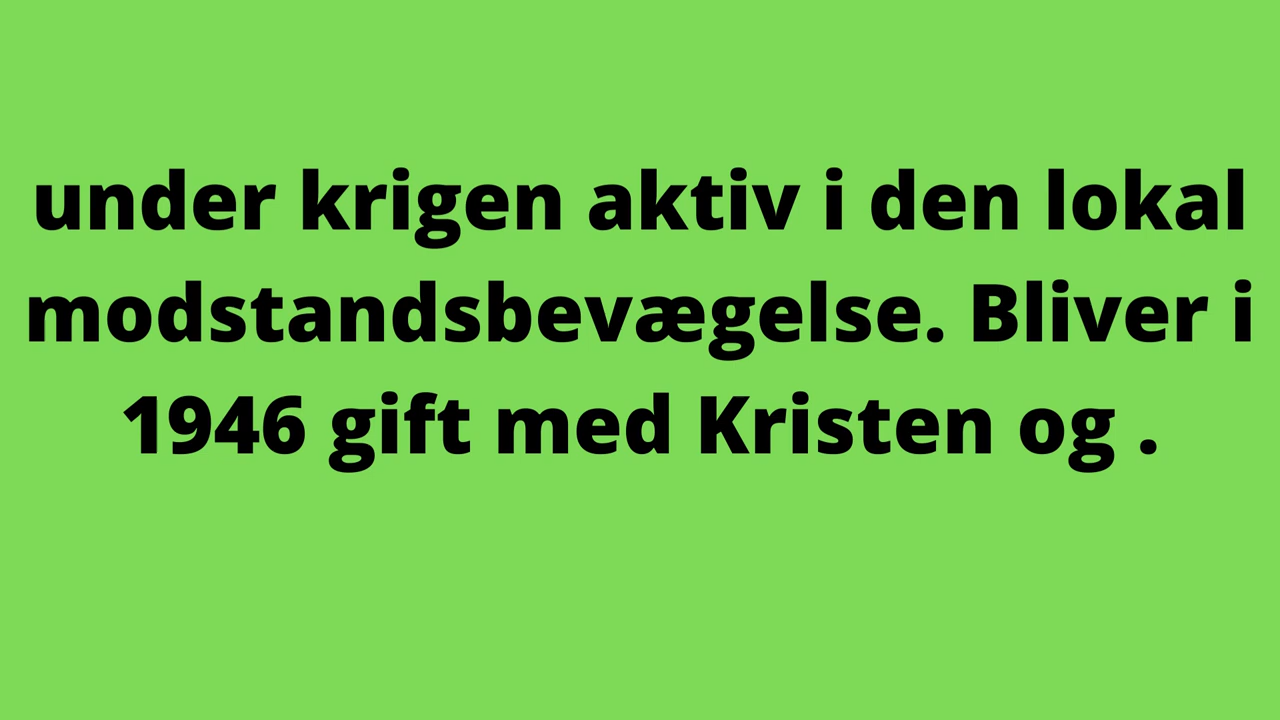 under krigen aktiv i den lokal
modstandsbevægelse. Bliver i
1946 gift med Kristen og .